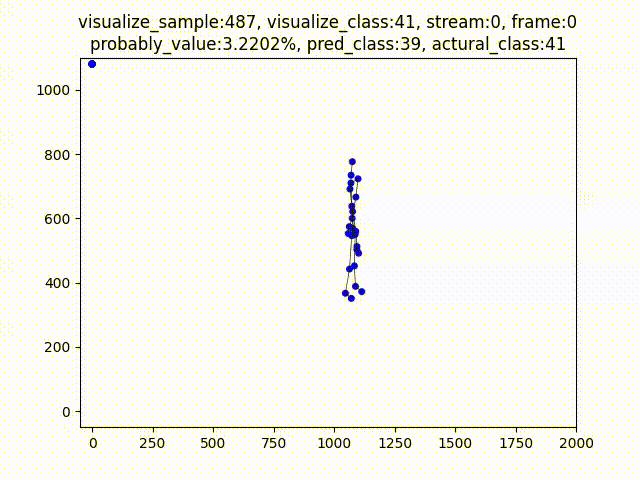 visualize_sample:487, visualize_class:41, stream:0, frame:0
probably_value:3.2202%, pred_class:39, actural_class:41
1000
800
600
400
200
0
0 250 500 750 1000 1250 1500 1750 2000